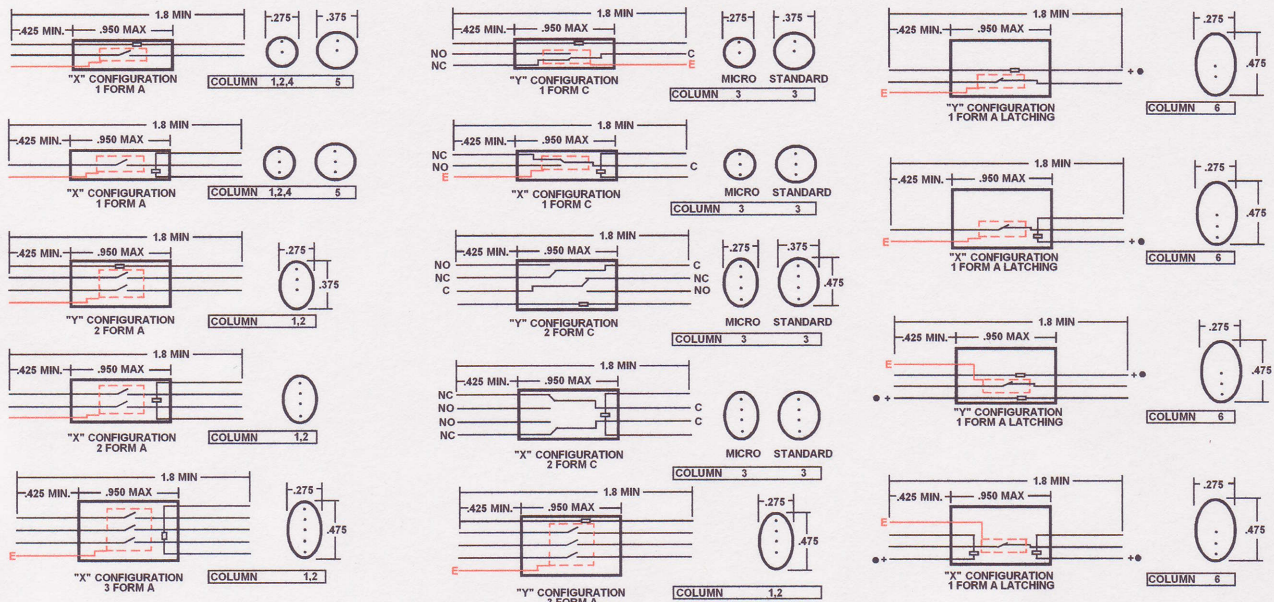 1.8 MIN
.425 MIN. .950 MAX
.275 .375
"X" CONFIGURATION
1 FORM A
COLUMN 1,2,4 5
1.8 MIN
.425 MIN. .950 MAX
"X" CONFIGURATION
1 FORM A
COLUMN 1,2,4 5
1.8 MIN
.425 MIN. .950 MAX
.275
.375
"Y" CONFIGURATION
2 FORM A
COLUMN 1,2
1.8 MIN
.425 MIN. .950 MAX
"X" CONFIGURATION
2 FORM A
COLUMN 1,2
1.8 MIN
.425 MIN. .950 MAX
.275
.475
E
"X" CONFIGURATION
3 FORM A
COLUMN 1,2
1.8 MIN
.425 MIN. .950 MAX
.275 .375
NO C
NC E
"Y" CONFIGURATION
1 FORM C
MICRO STANDARD
COLUMN 3 3
1.8 MIN
.425 MIN. .950 MAX
NC
NO C
E
"X" CONFIGURATION
1 FORM C
MICRO STANDARD
COLUMN 3 3
1.8 MIN
.425 MIN. .950 MAX
.275 .375
NO C
NC NC
C NO
.475
"Y" CONFIGURATION
2 FORM C
MICRO STANDARD
COLUMN 3 3
1.8 MIN
.425 MIN. .950 MAX
NC
NO C
NO C
NC
"X" CONFIGURATION
2 FORM C
MICRO STANDARD
COLUMN 3 3
1.8 MIN
.425 MIN. .950 MAX
.275
.475
E
"Y" CONFIGURATION
3 FORM A
COLUMN 1,2
1.8 MIN
.425 MIN. .950 MAX
.275
.475
+
E
"Y" CONFIGURATION
1 FORM A LATCHING
COLUMN 6
1.8 MIN
.425 MIN. .950 MAX
.275
.475
E +
"X" CONFIGURATION
1 FORM A LATCHING
COLUMN 6
1.8 MIN
.425 MIN. .950 MAX
.275
.475
E
+
+
"Y" CONFIGURATION
1 FORM A LATCHING
COLUMN 6
1.8 MIN
.425 MIN. .950 MAX
.275
.475
E
+ +
"X" CONFIGURATION
1 FORM A LATCHING
COLUMN 6